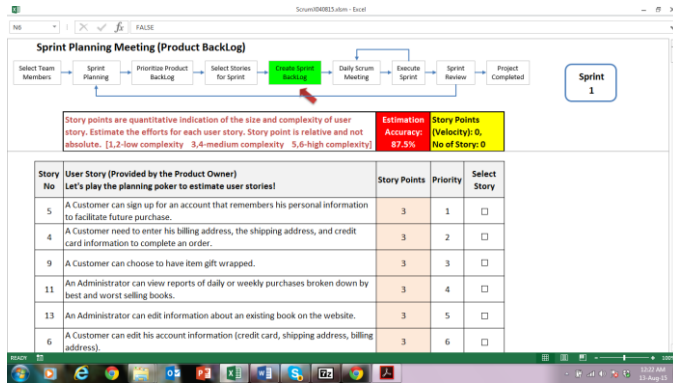 ScrumX040815.xlsm - Excel
N6
fx
FALSE
Sprint Planning Meeting (Product BackLog)
Select Team
Members
Sprint
Planning
Prioritize Product
BackLog
Select Stories
for Sprint
Create Sprint
BackLog
Daily Scrum
Meeting
Execute
Sprint
Sprint
Review
Project
Completed
Sprint
1
Story points are quantitative indication of the size and complexity of user
story. Estimate the efforts for each user story. Story point is relative and not
absolute. [1,2-low complexity 3,4-medium complexity 5,6-high complexity]
Estimation
Accuracy:
87.5%
Story Points
(Velocity): 0,
No of Story: 0
Story
No
User Story (Provided by the Product Owner)
Let's play the planning poker to estimate user stories!
Story Points
Priority
Select
Story
5
A Customer can sign up for an account that remembers his personal information
to facilitate future purchase.
3
1
4
A Customer need to enter his billing address, the shipping address, and credit
card information to complete an order.
3
2
9
A Customer can choose to have item gift wrapped.
3
3
11
An Administrator can view reports of daily or weekly purchases broken down by
best and worst selling books.
3
4
13
An Administrator can edit information about an existing book on the website.
3
5
6
A Customer can edit his account information (credit card, shipping address, billing
address).
3
6
READY
100%
10:22 AM
13-Aug-15